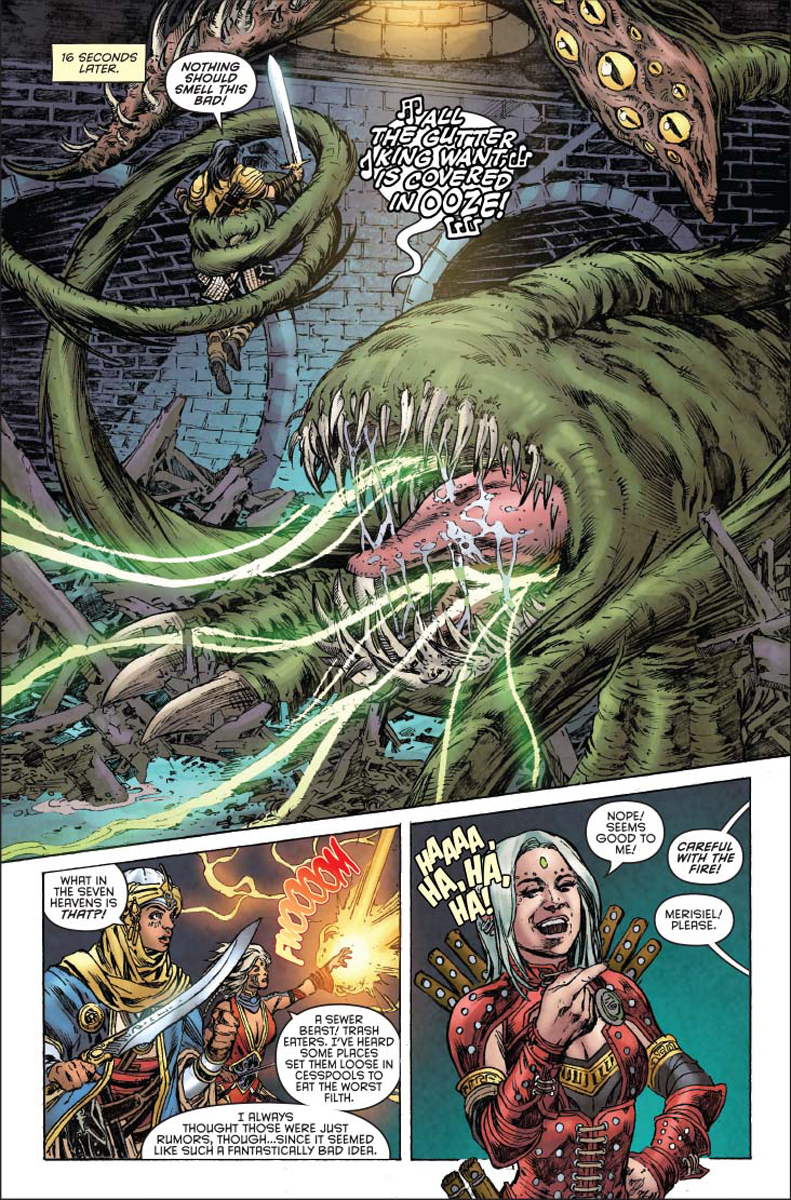 16 SECONDS
LATER.
NOTHING
SHOULD
SMELL THIS
BAD!
ALL
THE GUTTER
KING WANT
IS COVERED
IN OOZE!
WHAT IN
THE SEVEN
HEAVENS IS
THAT?!
FWOOOOH
A SEWER
BEAST! TRASH
EATERS. I'VE HEARD
SOME PLACES
SET THEM LOOSE IN
CESSPOOLS TO
EAT THE WORST
FILTH.
I ALWAYS
THOUGHT THOSE WERE JUST
RUMORS, THOUGH...SINCE IT SEEMED
LIKE SUCH A FANTASTICALLY BAD IDEA.
HAAAA,
HA, HA,
HA!
NOPE!
SEEMS
GOOD TO
ME!
CAREFUL
WITH THE
FIRE!
MERISIEL!
PLEASE.